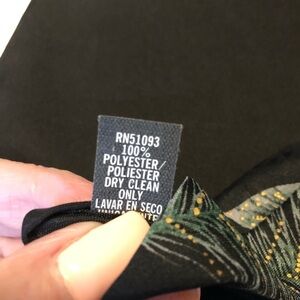 RN51093
100%
POLYESTER/
POLIESTER
DRY CLEAN
ONLY
LAVAR EN SECO